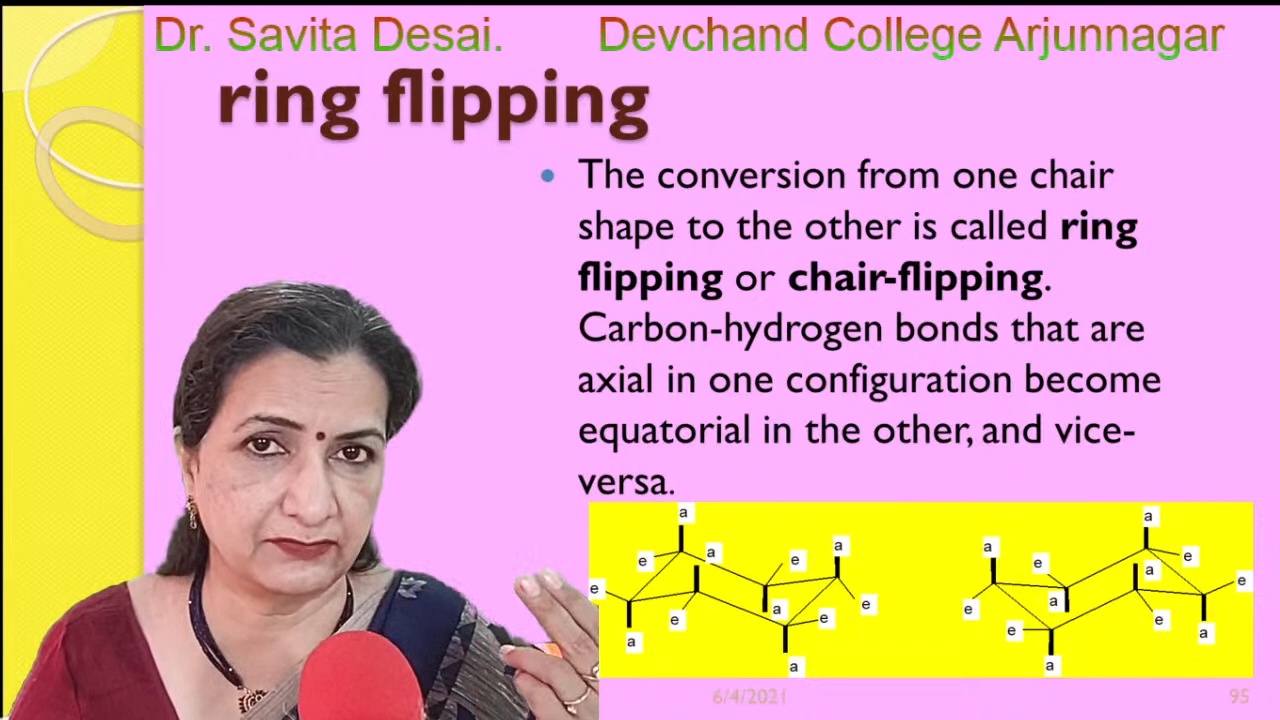 Dr. Savita Desai. Devchand College Arjunnagar
ring flipping
• The conversion from one chair
shape to the other is called ring
flipping or chair-flipping.
Carbon-hydrogen bonds that are
axial in one configuration become
equatorial in the other, and vice-
versa.
a a
e a e a a e e
e a e
a e e a e e a e
a a a
6/4/2021 95